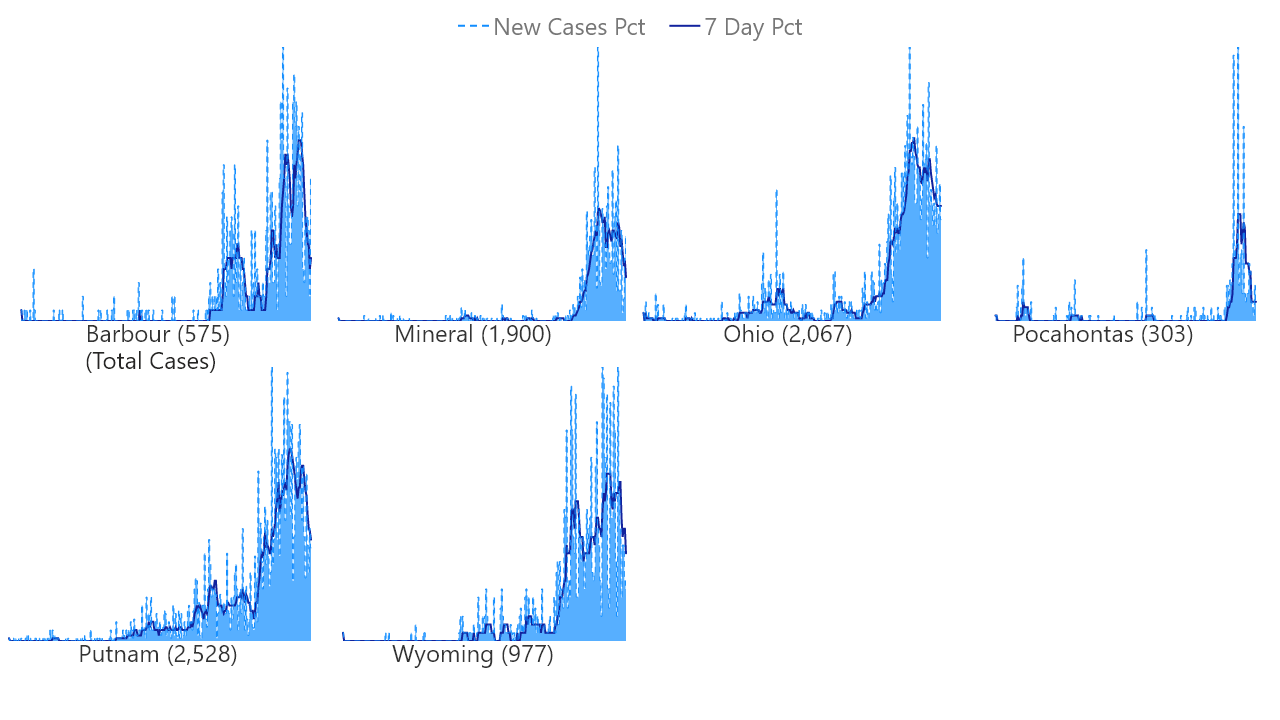 New Cases Pct 7 Day Pct
Barbour (575)
(Total Cases)
Mineral (1,900)
Ohio (2,067)
Pocahontas (303)
Putnam (2,528)
Wyoming (977)